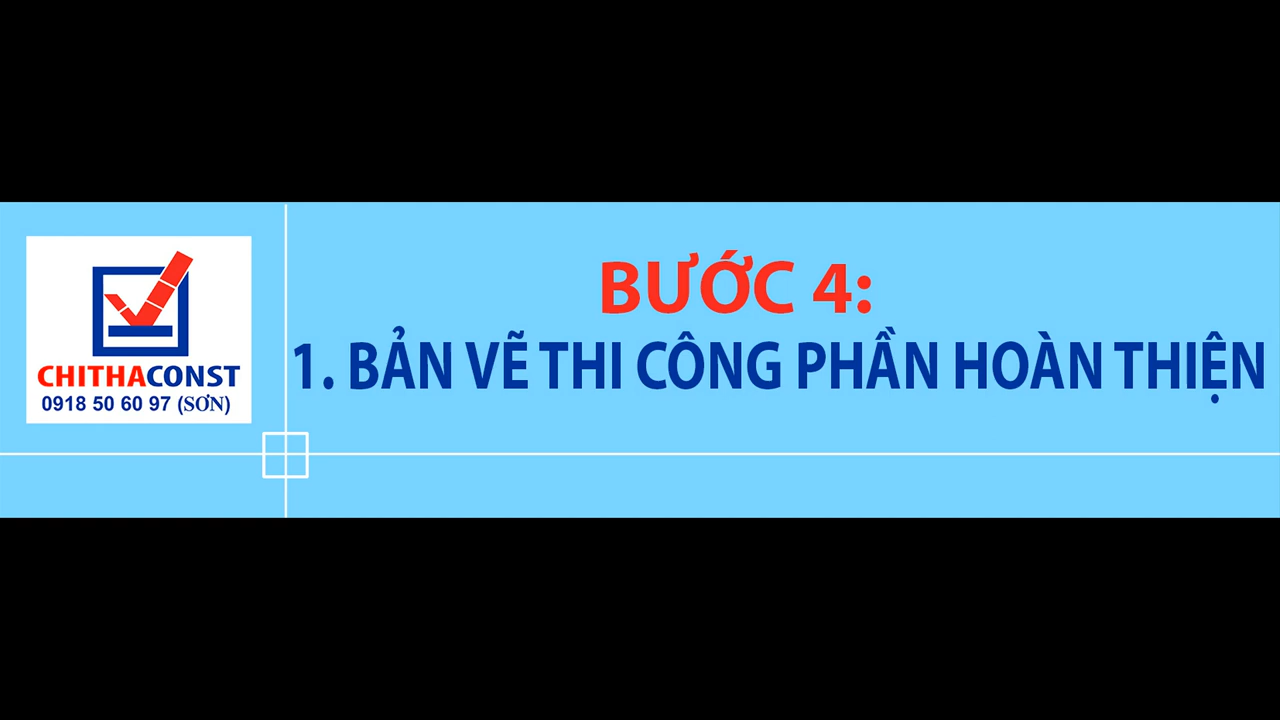 BƯỚC 4:
1. BẢN VẼ THI CÔNG PHẦN HOÀN THIỆN
CHITHACONST
0918 50 60 97 (SƠN)